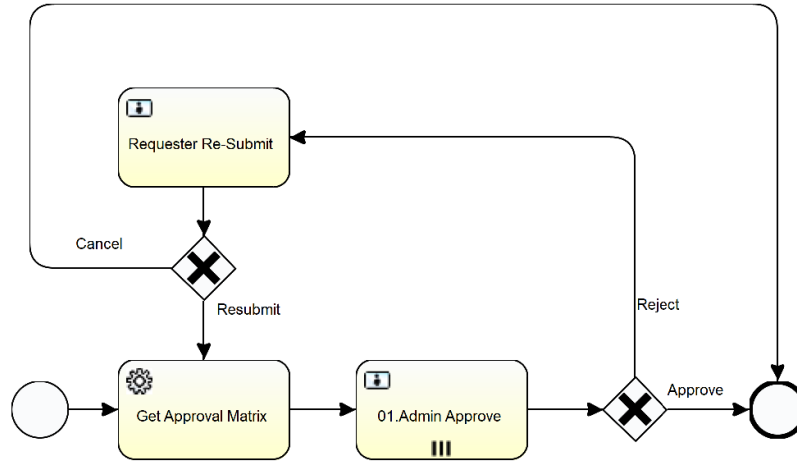 Requester Re-Submit
Cancel
Resubmit
Reject
Get Approval Matrix
01.Admin Approve
Approve